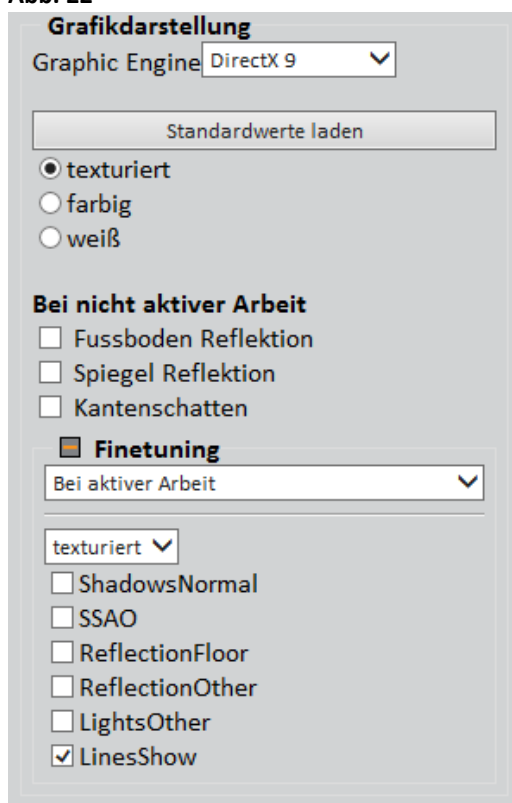 Grafikdarstellung
Graphic Engine DirectX 9
Standardwerte laden
texturiert
farbig
weiß
Bei nicht aktiver Arbeit
Fussboden Reflektion
Spiegel Reflektion
Kantenschatten
Finetuning
Bei aktiver Arbeit
texturiert
ShadowsNormal
SSAO
ReflectionFloor
ReflectionOther
LightsOther
LinesShow